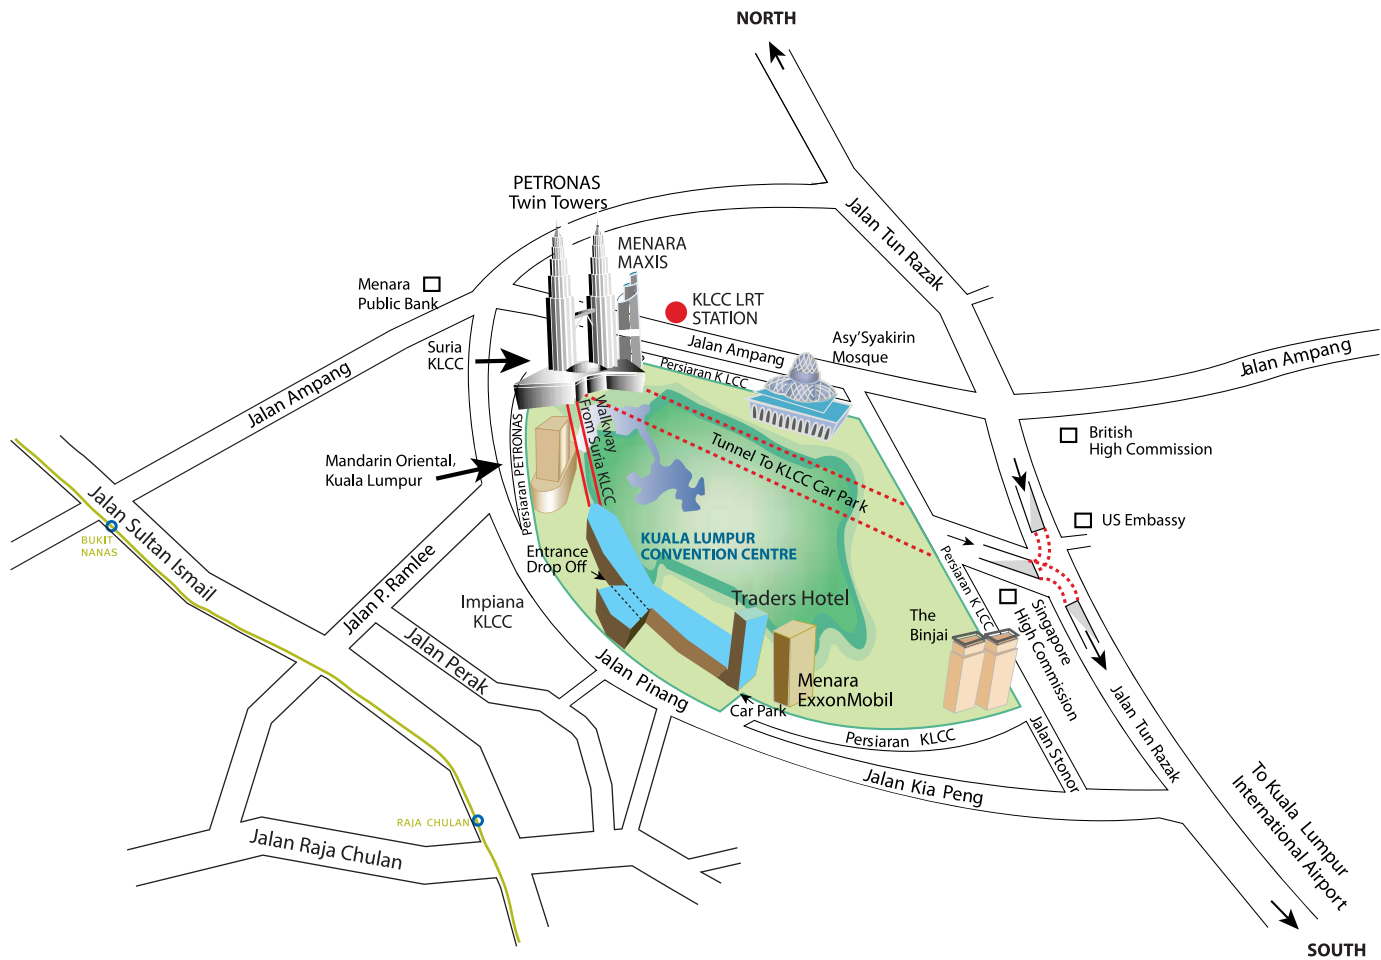 NORTH
PETRONAS
Twin Towers
Jalan Tun Razak
MENARA
MAXIS
Menara
Public Bank
KLCC LRT
STATION
Suria
KLCC
Jalan Ampang
Asy'Syakirin
Mosque
Jalan Ampang
Persiaran KLCC
Jalan Ampang
Walkway
From Suria KLCC
Persiaran PETRONAS
Tunnel To KLCC Car Park
British
High Commission
Mandarin Oriental,
Kuala Lumpur
Jalan Sultan Ismail
BUKIT
NANAS
US Embassy
KUALA LUMPUR
CONVENTION CENTRE
Entrance
Drop Off
Persiaran KLCC
Jalan P. Ramlee
Impiana
KLCC
Traders Hotel
The
Binjai
Singapore
High Commission
Jalan Perak
Jalan Pinang
Menara
ExxonMobil
Car Park
Persiaran KLCC
Jalan Stonor
Jalan Tun Razak
Jalan Kia Peng
To Kuala Lumpur
International Airport
RAJA CHULAN
Jalan Raja Chulan
SOUTH